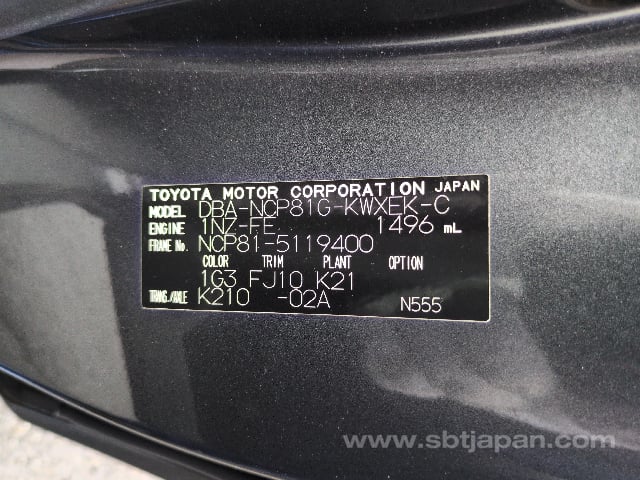 TOYOTA MOTOR CORPORATION JAPAN
MODEL DBA-NCP81G-KWXEK-C
ENGINE 1NZ-FE 1496 mL
FRAME No. NCP81-5119400
COLOR TRIM PLANT OPTION
1G3 FJ10 K21
TRANS./AXLE K210 -02A N555
www.sbtjapan.com